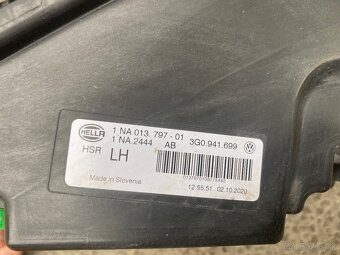 HELLA
1 NA 013.797-01
1 NA.2444 AB 3G0.941.699
HSR LH
Made in Slovenia
12:55:51 02.10.2020